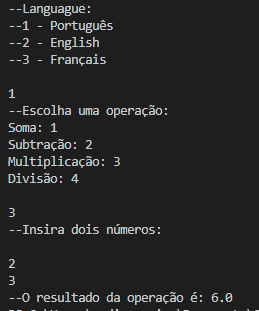 --Languague:
--1 - Português
--2 - English
--3 - Français
1
--Escolha uma operação:
Soma: 1
Subtração: 2
Multiplicação: 3
Divisão: 4
3
--Insira dois números:
2
3
--O resultado da operação é: 6.0